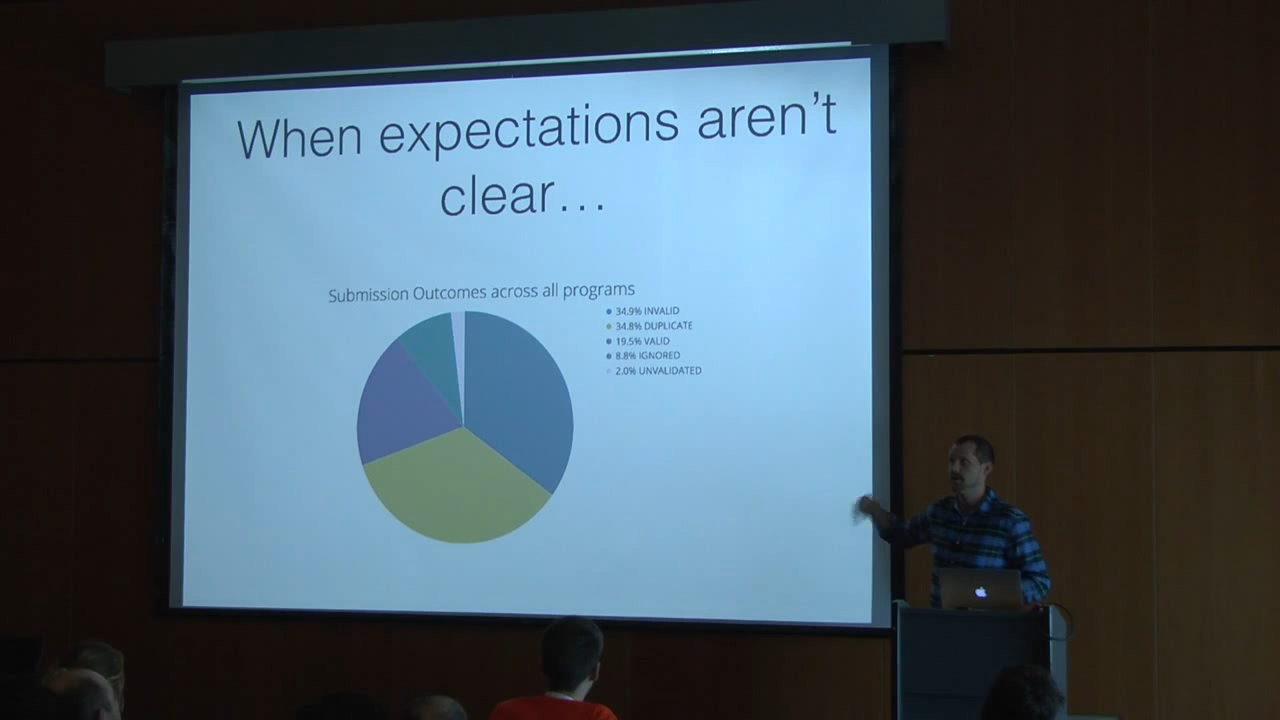 When expectations aren't
clear…
Submission Outcomes across all programs
34.9% INVALID
34.8% DUPLICATE
19.5% VALID
8.8% IGNORED
2.0% UNVALIDATED